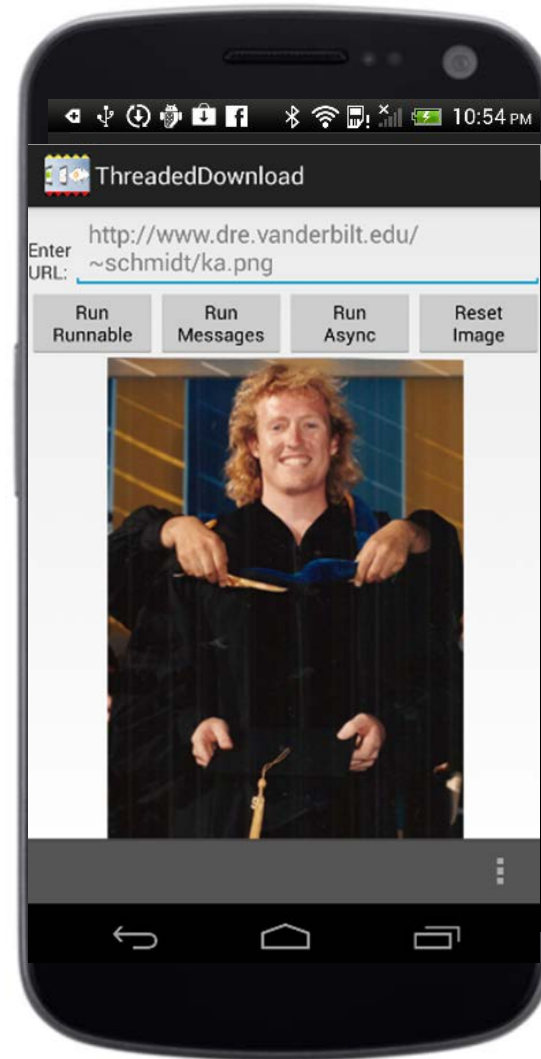 10:54 PM
ThreadedDownload
Enter
URL:
http://www.dre.vanderbilt.edu/
~schmidt/ka.png
Run
Runnable
Run
Messages
Run
Async
Reset
Image